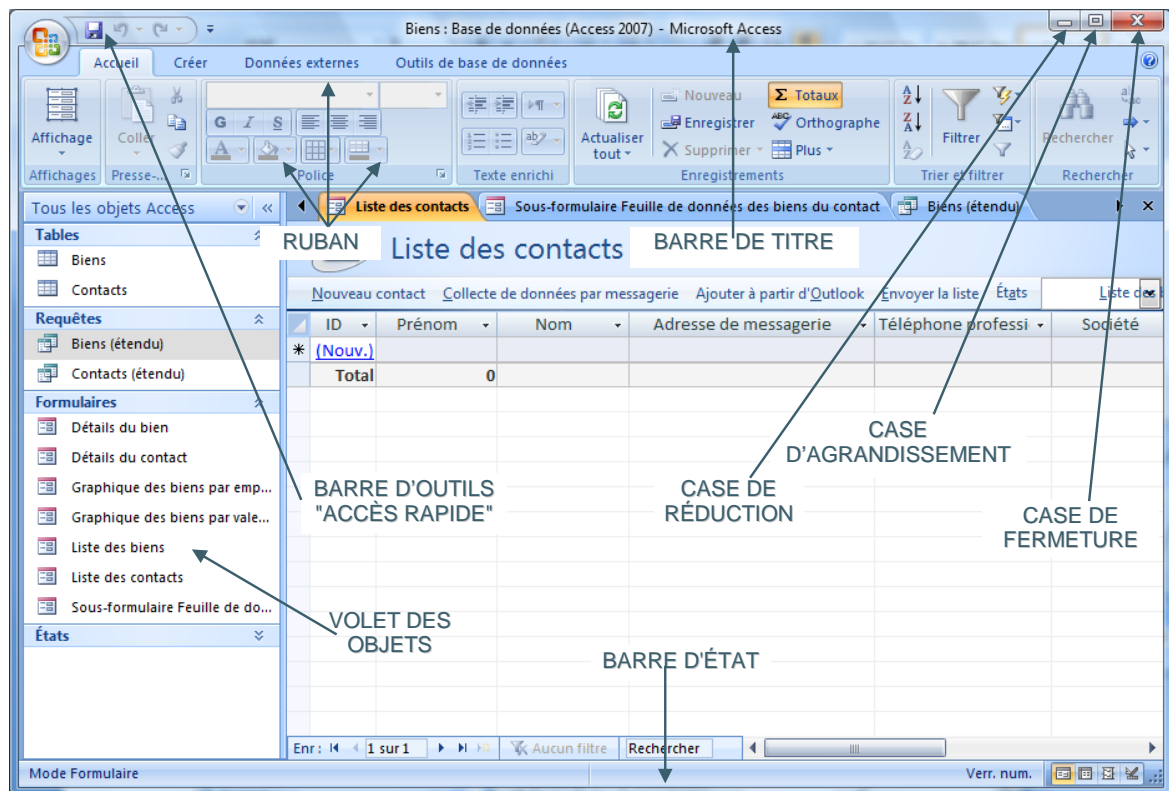 Biens : Base de données (Access 2007) - Microsoft Access
Accueil Créer Données externes Outils de base de données
Affichage
Coller
G I S
A
Actualiser
tout
Nouveau
Enregistrer
Supprimer
Σ Totaux
Orthographe
Plus
Filtrer
Rechercher
Affichages Presse-... Police Texte enrichi Enregistrements Trier et filtrer Rechercher
Tous les objets Access
Liste des contacts Sous-formulaire Feuille de données des biens du contact Biens (étendu)
Tables
Biens
Contacts
Requêtes
Biens (étendu)
Contacts (étendu)
Formulaires
Détails du bien
Détails du contact
Graphique des biens par emp...
Graphique des biens par vale...
Liste des biens
Liste des contacts
Sous-formulaire Feuille de do...
États
RUBAN
Liste des contacts
BARRE DE TITRE
Nouveau contact Collecte de données par messagerie Ajouter à partir d'Outlook Envoyer la liste États Liste des
ID Prénom Nom Adresse de messagerie Téléphone professi Société
(Nouv.)
Total 0
CASE
D'AGRANDISSEMENT
BARRE D'OUTILS
"ACCÈS RAPIDE"
CASE DE
RÉDUCTION
CASE DE
FERMETURE
VOLET DES
OBJETS
BARRE D'ÉTAT
Enr : 1 sur 1 Aucun filtre Rechercher
Mode Formulaire Verr. num.